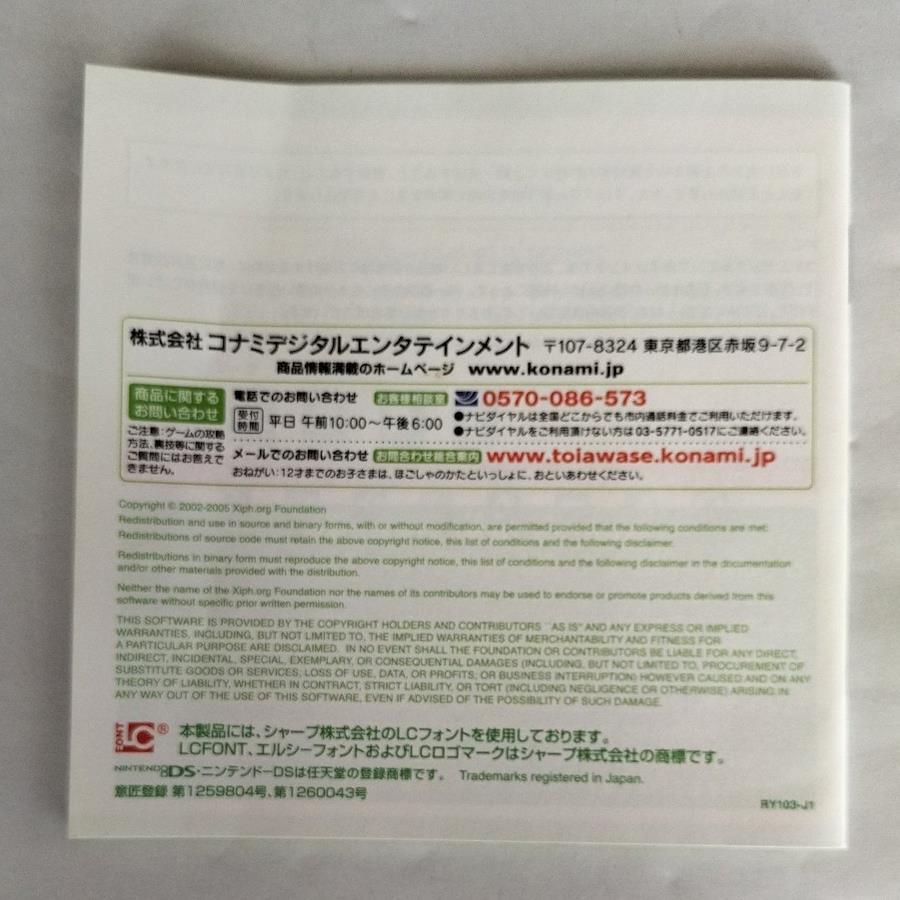 株式会社 コナミデジタルエンタテインメント 〒107-8324 東京都港区赤坂9-7-2
商品情報満載のホームページ www.konami.jp
商品に関する
お問い合わせ
ご注意:ゲームの攻略
方法、裏技等に関する
ご質問にはお答えで
きません。
電話でのお問い合わせ お客様相談室 0570-086-573
受付
時間
平日 午前10:00～午後6:00
●ナビダイヤルは全国どこからでも市内通話料金でご利用いただけます。
●ナビダイヤルをご利用頂けない方は03-5771-0517にご連絡ください。
メールでのお問い合わせ お問合わせ総合案内 www.toiawase.konami.jp
おねがい:12才までのお子さまは、ほごしゃのかたといっしょに、おといあわせください。
Copyright © 2002-2005 Xiph.org Foundation
Redistribution and use in source and binary forms, with or without modification, are permitted provided that the following conditions are met:
Redistributions of source code must retain the above copyright notice, this list of conditions and the following disclaimer.
Redistributions in binary form must reproduce the above copyright notice, this list of conditions and the following disclaimer in the documentation
and/or other materials provided with the distribution.
Neither the name of the Xiph.org Foundation nor the names of its contributors may be used to endorse or promote products derived from this
software without specific prior written permission.
THIS SOFTWARE IS PROVIDED BY THE COPYRIGHT HOLDERS AND CONTRIBUTORS ``AS IS'' AND ANY EXPRESS OR IMPLIED
WARRANTIES, INCLUDING, BUT NOT LIMITED TO, THE IMPLIED WARRANTIES OF MERCHANTABILITY AND FITNESS FOR
A PARTICULAR PURPOSE ARE DISCLAIMED. IN NO EVENT SHALL THE FOUNDATION OR CONTRIBUTORS BE LIABLE FOR ANY DIRECT,
INDIRECT, INCIDENTAL, SPECIAL, EXEMPLARY, OR CONSEQUENTIAL DAMAGES (INCLUDING, BUT NOT LIMITED TO, PROCUREMENT OF
SUBSTITUTE GOODS OR SERVICES; LOSS OF USE, DATA, OR PROFITS; OR BUSINESS INTERRUPTION) HOWEVER CAUSED AND ON ANY
THEORY OF LIABILITY, WHETHER IN CONTRACT, STRICT LIABILITY, OR TORT (INCLUDING NEGLIGENCE OR OTHERWISE) ARISING IN
ANY WAY OUT OF THE USE OF THIS SOFTWARE, EVEN IF ADVISED OF THE POSSIBILITY OF SUCH DAMAGE.
LC FONT ® 本製品には、シャープ株式会社のLCフォントを使用しております。
LCFONT、エルシーフォントおよびLCロゴマークはシャープ株式会社の商標です。
NINTENDO DS・ニンテンドーDSは任天堂の登録商標です。 Trademarks registered in Japan.
意匠登録 第1259804号、第1260043号
RY103-J1